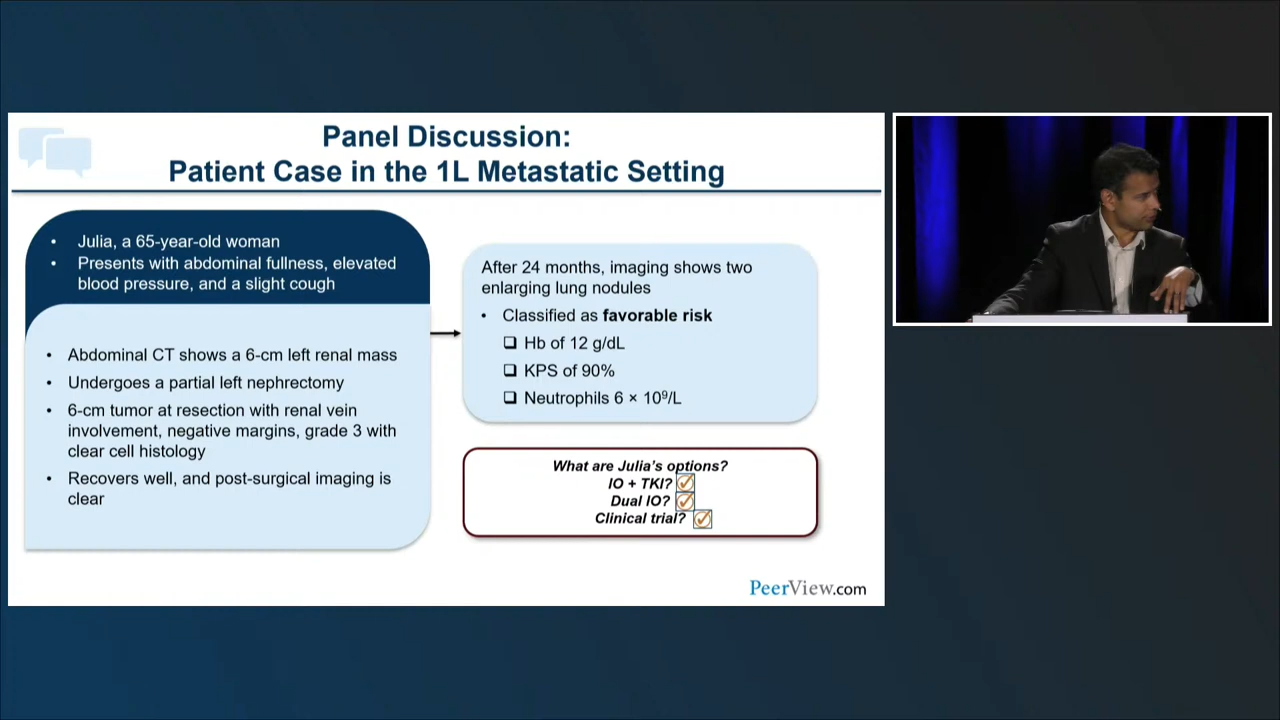 Panel Discussion:
Patient Case in the 1L Metastatic Setting
• Julia, a 65-year-old woman
• Presents with abdominal fullness, elevated
blood pressure, and a slight cough
• Abdominal CT shows a 6-cm left renal mass
• Undergoes a partial left nephrectomy
• 6-cm tumor at resection with renal vein
involvement, negative margins, grade 3 with
clear cell histology
• Recovers well, and post-surgical imaging is
clear
After 24 months, imaging shows two
enlarging lung nodules
• Classified as favorable risk
❑ Hb of 12 g/dL
❑ KPS of 90%
❑ Neutrophils 6 × 10⁹/L
What are Julia's options?
IO + TKI? ☑
Dual IO? ☑
Clinical trial? ☑
PeerView.com